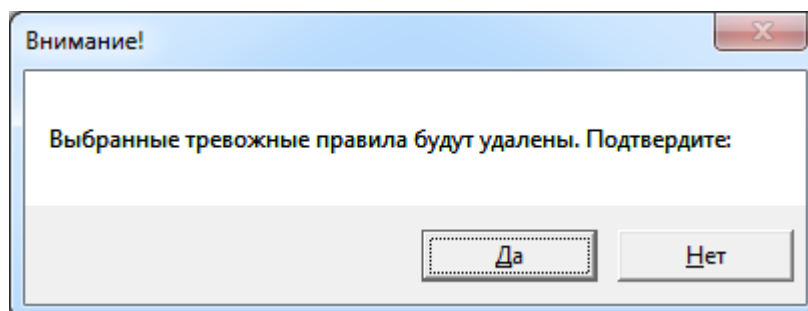 Внимание!
Выбранные тревожные правила будут удалены. Подтвердите:
Да
Нет